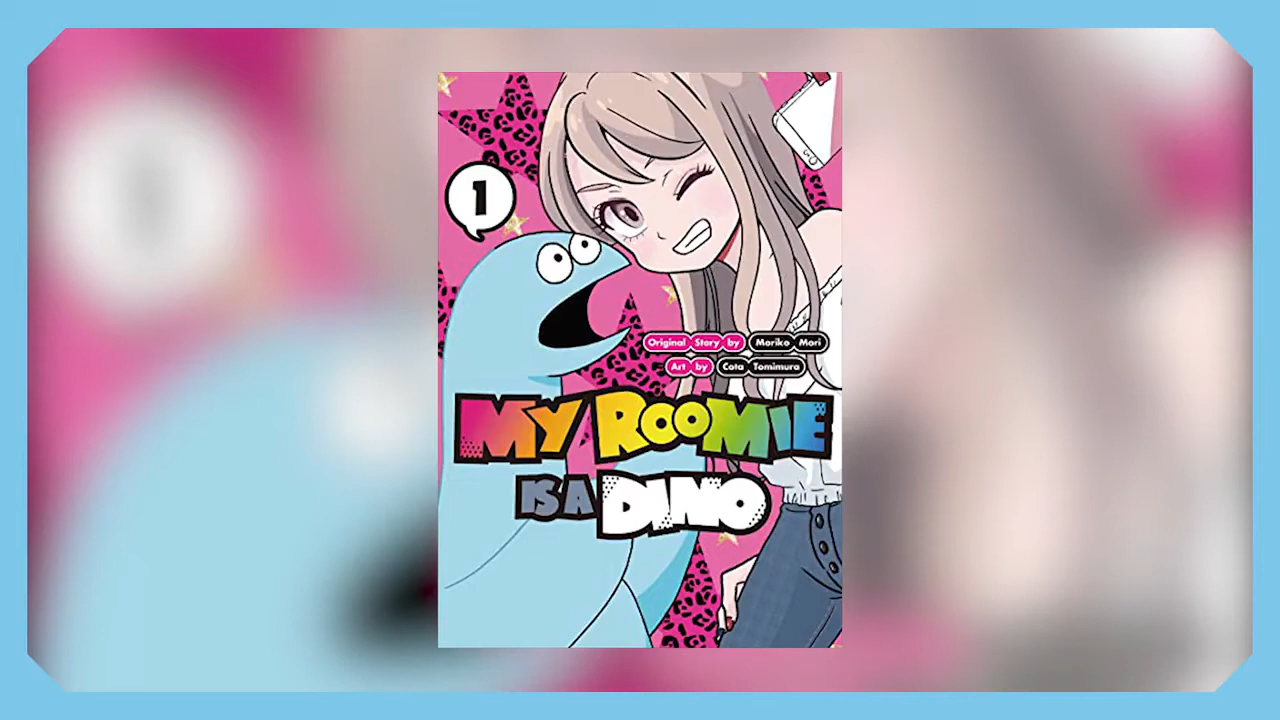 1
Original Story by Moriko Mori
Art by Cota Tomimura
MY ROOMIE
IS A DINO